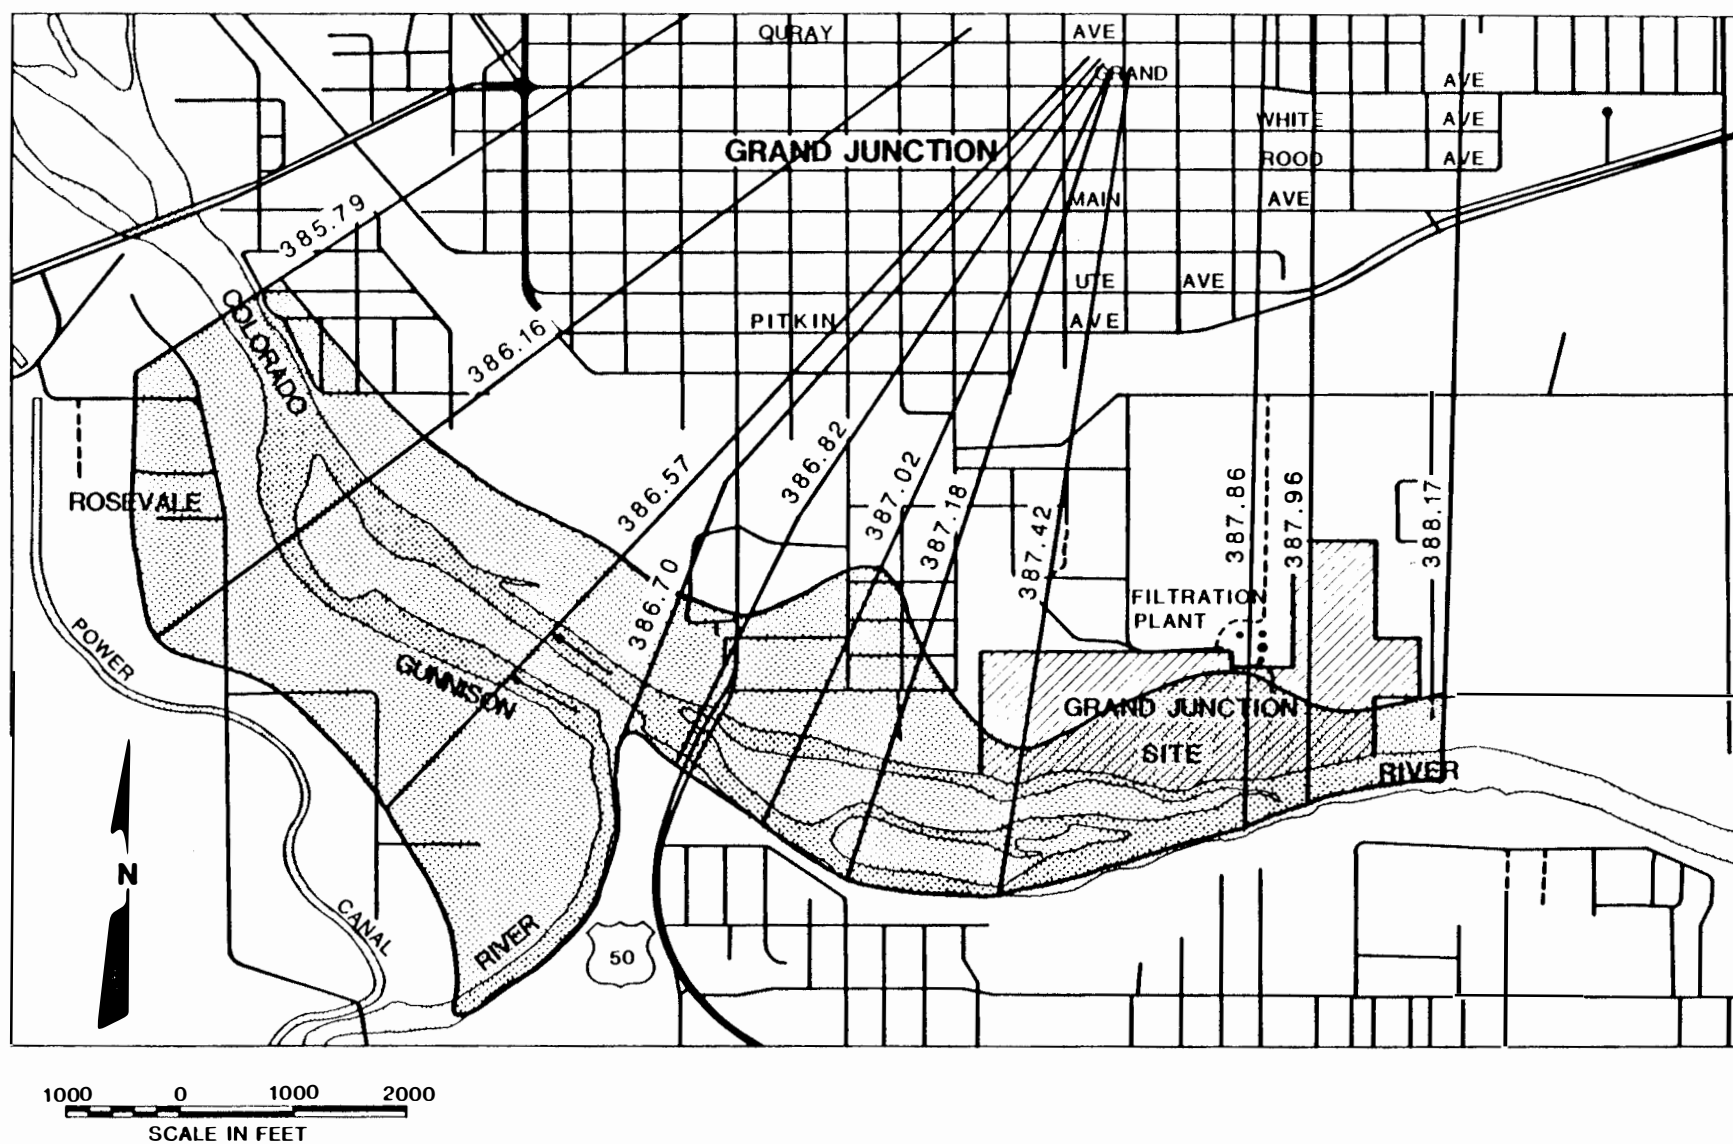 QURAY AVE
GRAND AVE
WHITE AVE
GRAND JUNCTION
ROOD AVE
MAIN AVE
385.79
UTE AVE
PITKIN AVE
COLORADO
386.16
386.57
386.82
387.02
387.18
387.42
387.86
387.96
388.17
ROSEVALE
386.70
FILTRATION
PLANT
POWER
GUNNISON
GRAND JUNCTION
SITE
RIVER
N
CANAL
RIVER
50
1000 0 1000 2000
SCALE IN FEET